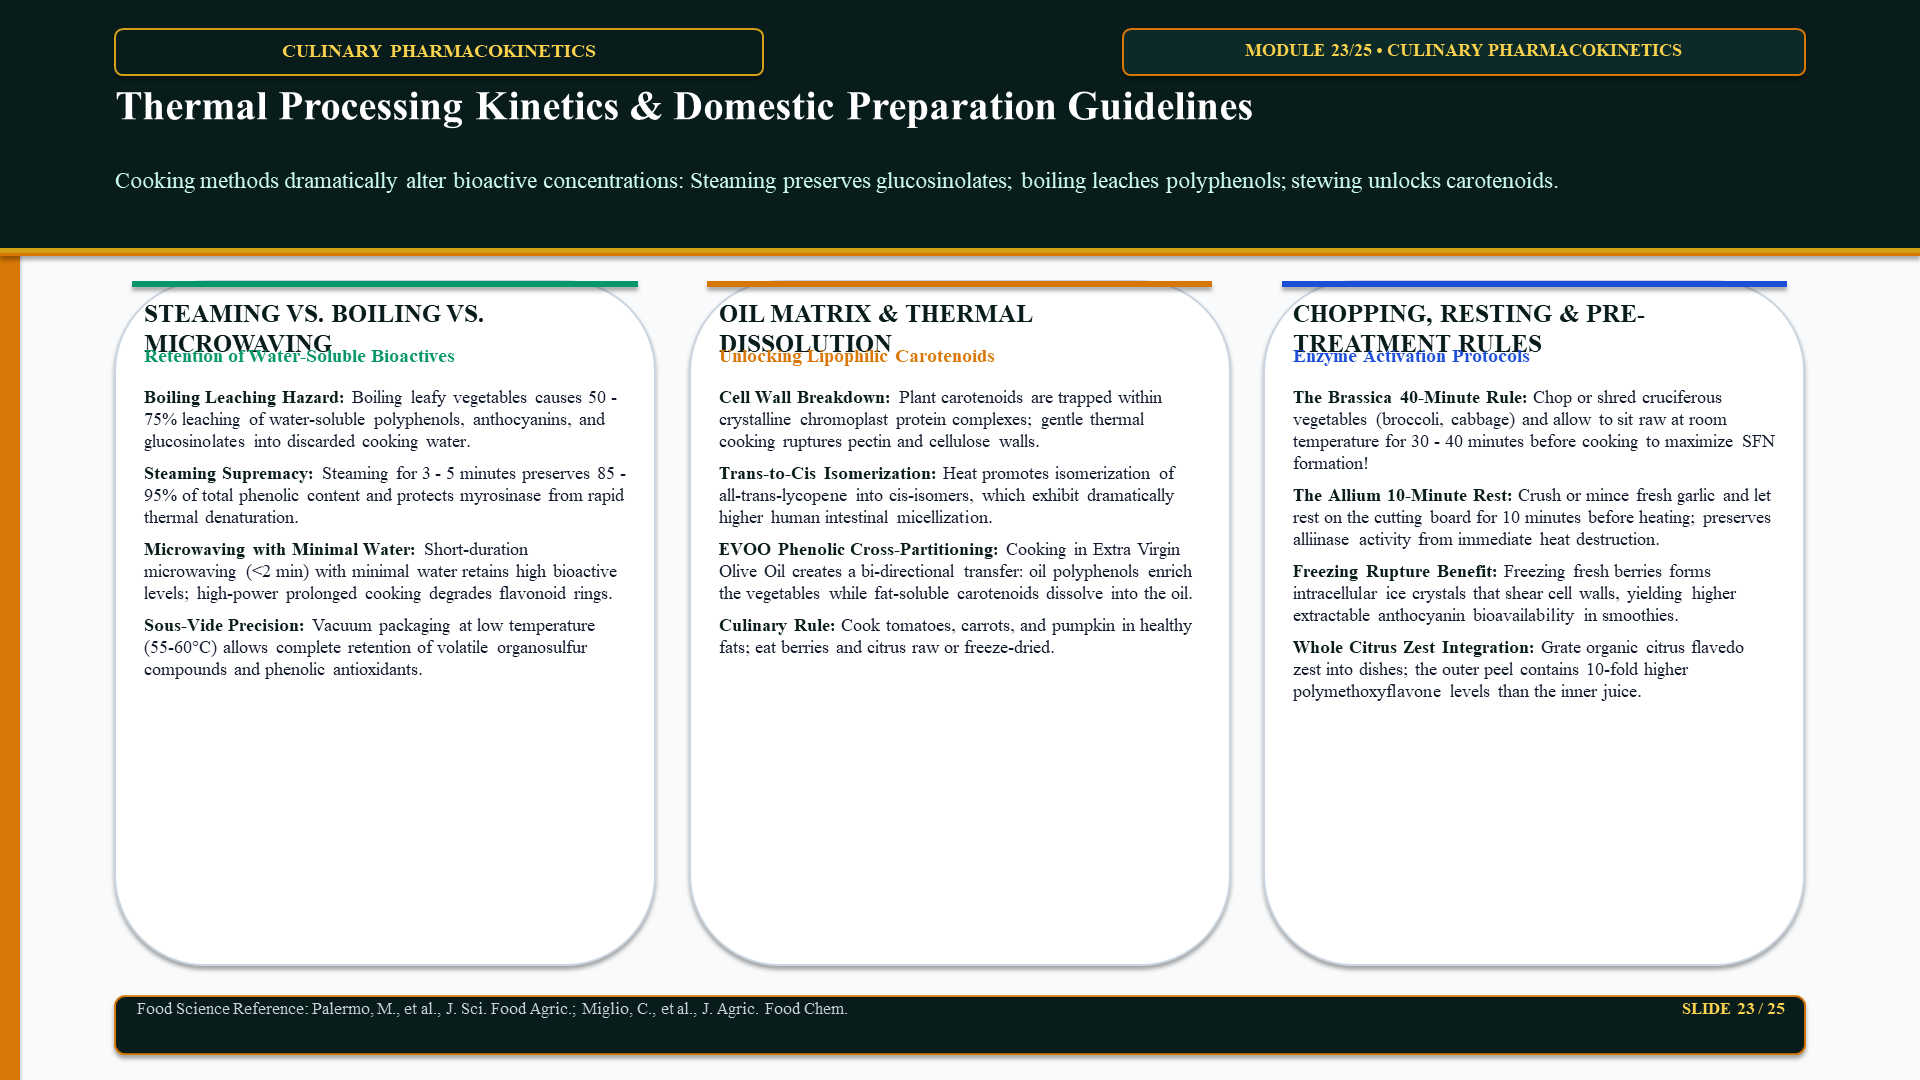 CULINARY PHARMACOKINETICS
MODULE 23/25 • CULINARY PHARMACOKINETICS
Thermal Processing Kinetics & Domestic Preparation Guidelines
Cooking methods dramatically alter bioactive concentrations: Steaming preserves glucosinolates; boiling leaches polyphenols; stewing unlocks carotenoids.
STEAMING VS. BOILING VS.
MICROWAVING
Retention of Water-Soluble Bioactives
Boiling Leaching Hazard: Boiling leafy vegetables causes 50 -
75% leaching of water-soluble polyphenols, anthocyanins, and
glucosinolates into discarded cooking water.
Steaming Supremacy: Steaming for 3 - 5 minutes preserves 85 -
95% of total phenolic content and protects myrosinase from rapid
thermal denaturation.
Microwaving with Minimal Water: Short-duration
microwaving (<2 min) with minimal water retains high bioactive
levels; high-power prolonged cooking degrades flavonoid rings.
Sous-Vide Precision: Vacuum packaging at low temperature
(55-60°C) allows complete retention of volatile organosulfur
compounds and phenolic antioxidants.
OIL MATRIX & THERMAL
DISSOLUTION
Unlocking Lipophilic Carotenoids
Cell Wall Breakdown: Plant carotenoids are trapped within
crystalline chromoplast protein complexes; gentle thermal
cooking ruptures pectin and cellulose walls.
Trans-to-Cis Isomerization: Heat promotes isomerization of
all-trans-lycopene into cis-isomers, which exhibit dramatically
higher human intestinal micellization.
EVOO Phenolic Cross-Partitioning: Cooking in Extra Virgin
Olive Oil creates a bi-directional transfer: oil polyphenols enrich
the vegetables while fat-soluble carotenoids dissolve into the oil.
Culinary Rule: Cook tomatoes, carrots, and pumpkin in healthy
fats; eat berries and citrus raw or freeze-dried.
CHOPPING, RESTING & PRE-
TREATMENT RULES
Enzyme Activation Protocols
The Brassica 40-Minute Rule: Chop or shred cruciferous
vegetables (broccoli, cabbage) and allow to sit raw at room
temperature for 30 - 40 minutes before cooking to maximize SFN
formation!
The Allium 10-Minute Rest: Crush or mince fresh garlic and let
rest on the cutting board for 10 minutes before heating; preserves
alliinase activity from immediate heat destruction.
Freezing Rupture Benefit: Freezing fresh berries forms
intracellular ice crystals that shear cell walls, yielding higher
extractable anthocyanin bioavailability in smoothies.
Whole Citrus Zest Integration: Grate organic citrus flavedo
zest into dishes; the outer peel contains 10-fold higher
polymethoxyflavone levels than the inner juice.
Food Science Reference: Palermo, M., et al., J. Sci. Food Agric.; Miglio, C., et al., J. Agric. Food Chem.
SLIDE 23 / 25